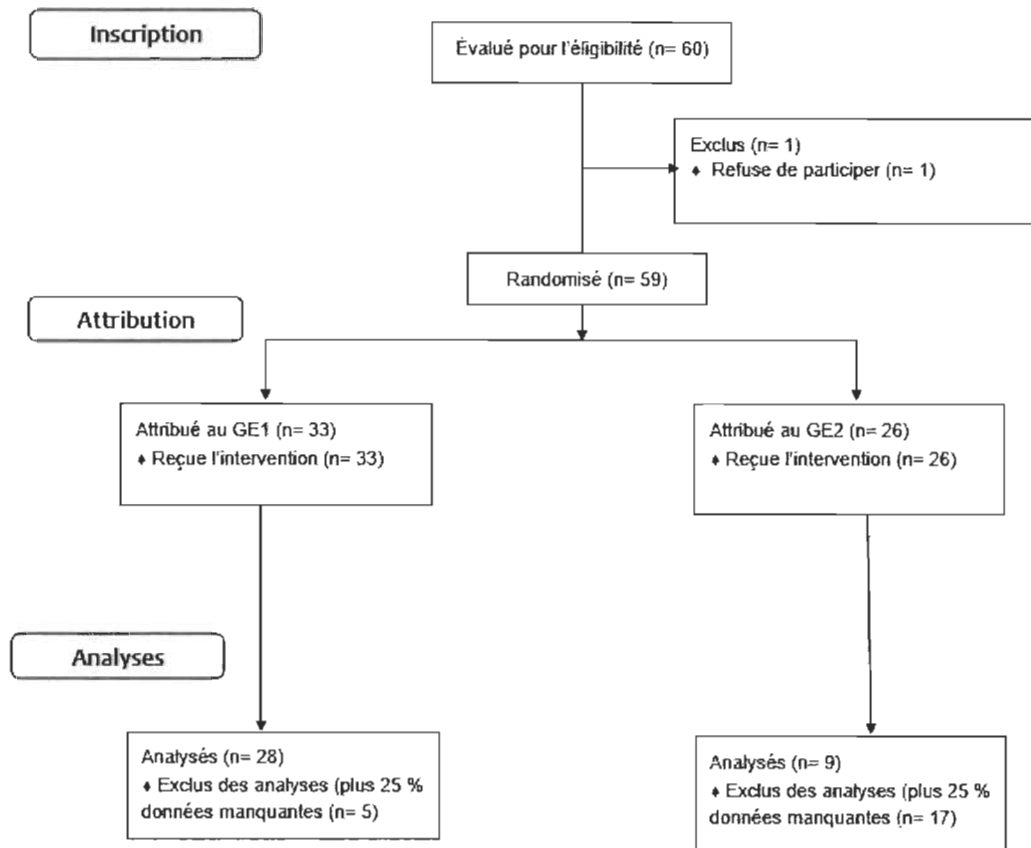 Inscription
Évalué pour l'éligibilité (n= 60)
Exclus (n= 1)
♦ Refuse de participer (n= 1)
Randomisé (n= 59)
Attribution
Attribué au GE1 (n= 33)
♦ Reçue l'intervention (n= 33)
Attribué au GE2 (n= 26)
♦ Reçue l'intervention (n= 26)
Analyses
Analysés (n= 28)
♦ Exclus des analyses (plus 25 %
données manquantes (n= 5)
Analysés (n= 9)
♦ Exclus des analyses (plus 25 %
données manquantes (n= 17)